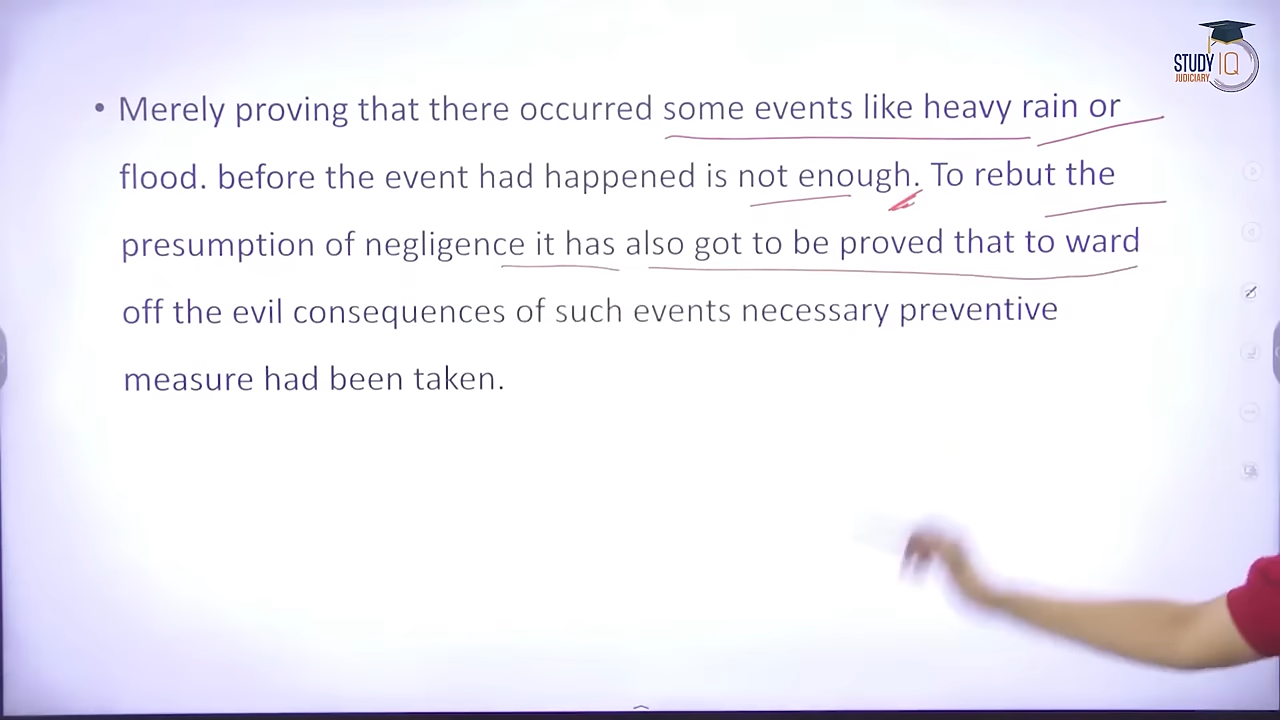 STUDY IQ
JUDICIARY
• Merely proving that there occurred some events like heavy rain or
flood. before the event had happened is not enough. To rebut the
presumption of negligence it has also got to be proved that to ward
off the evil consequences of such events necessary preventive
measure had been taken.